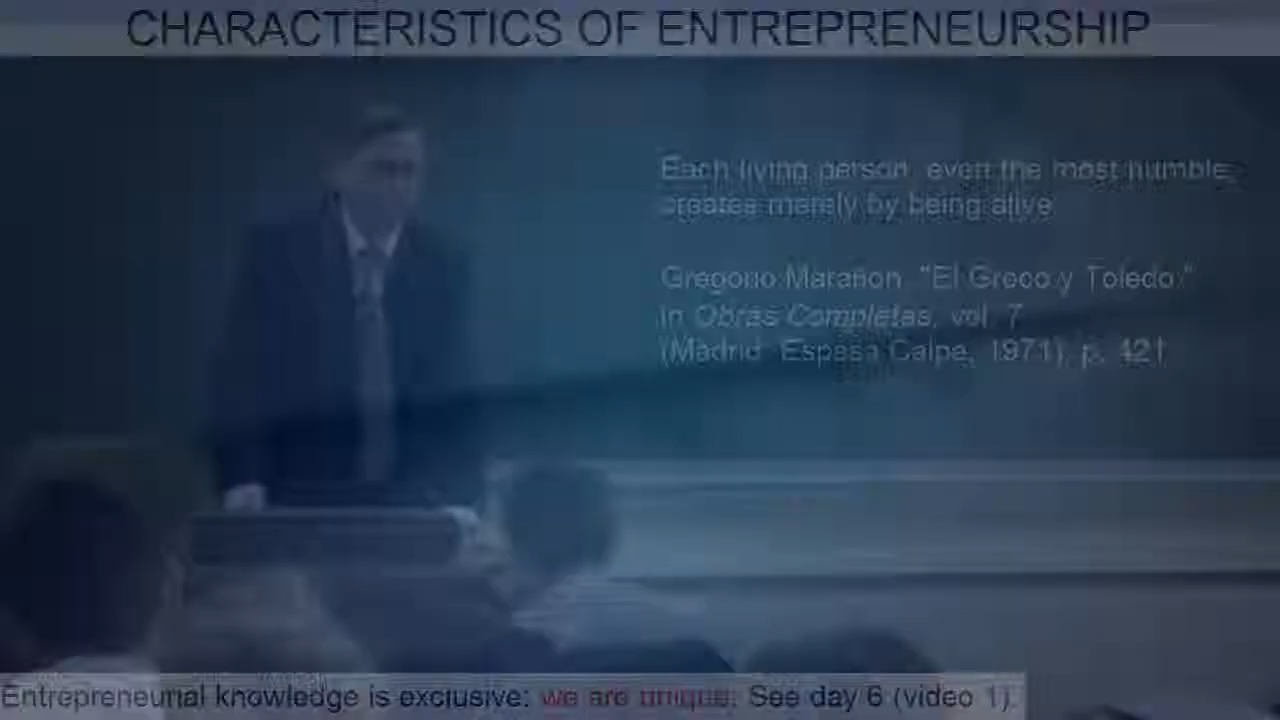 CHARACTERISTICS OF ENTREPRENEURSHIP
Each living person, even the most humble,
creates merely by being alive
Gregorio Marañon, "El Greco y Toledo,"
in Obras Completas, vol. 7
(Madrid: Espasa Calpe, 1971), p. 421
Entrepreneurial knowledge is exclusive: we are unique. See day 6 (video 1).